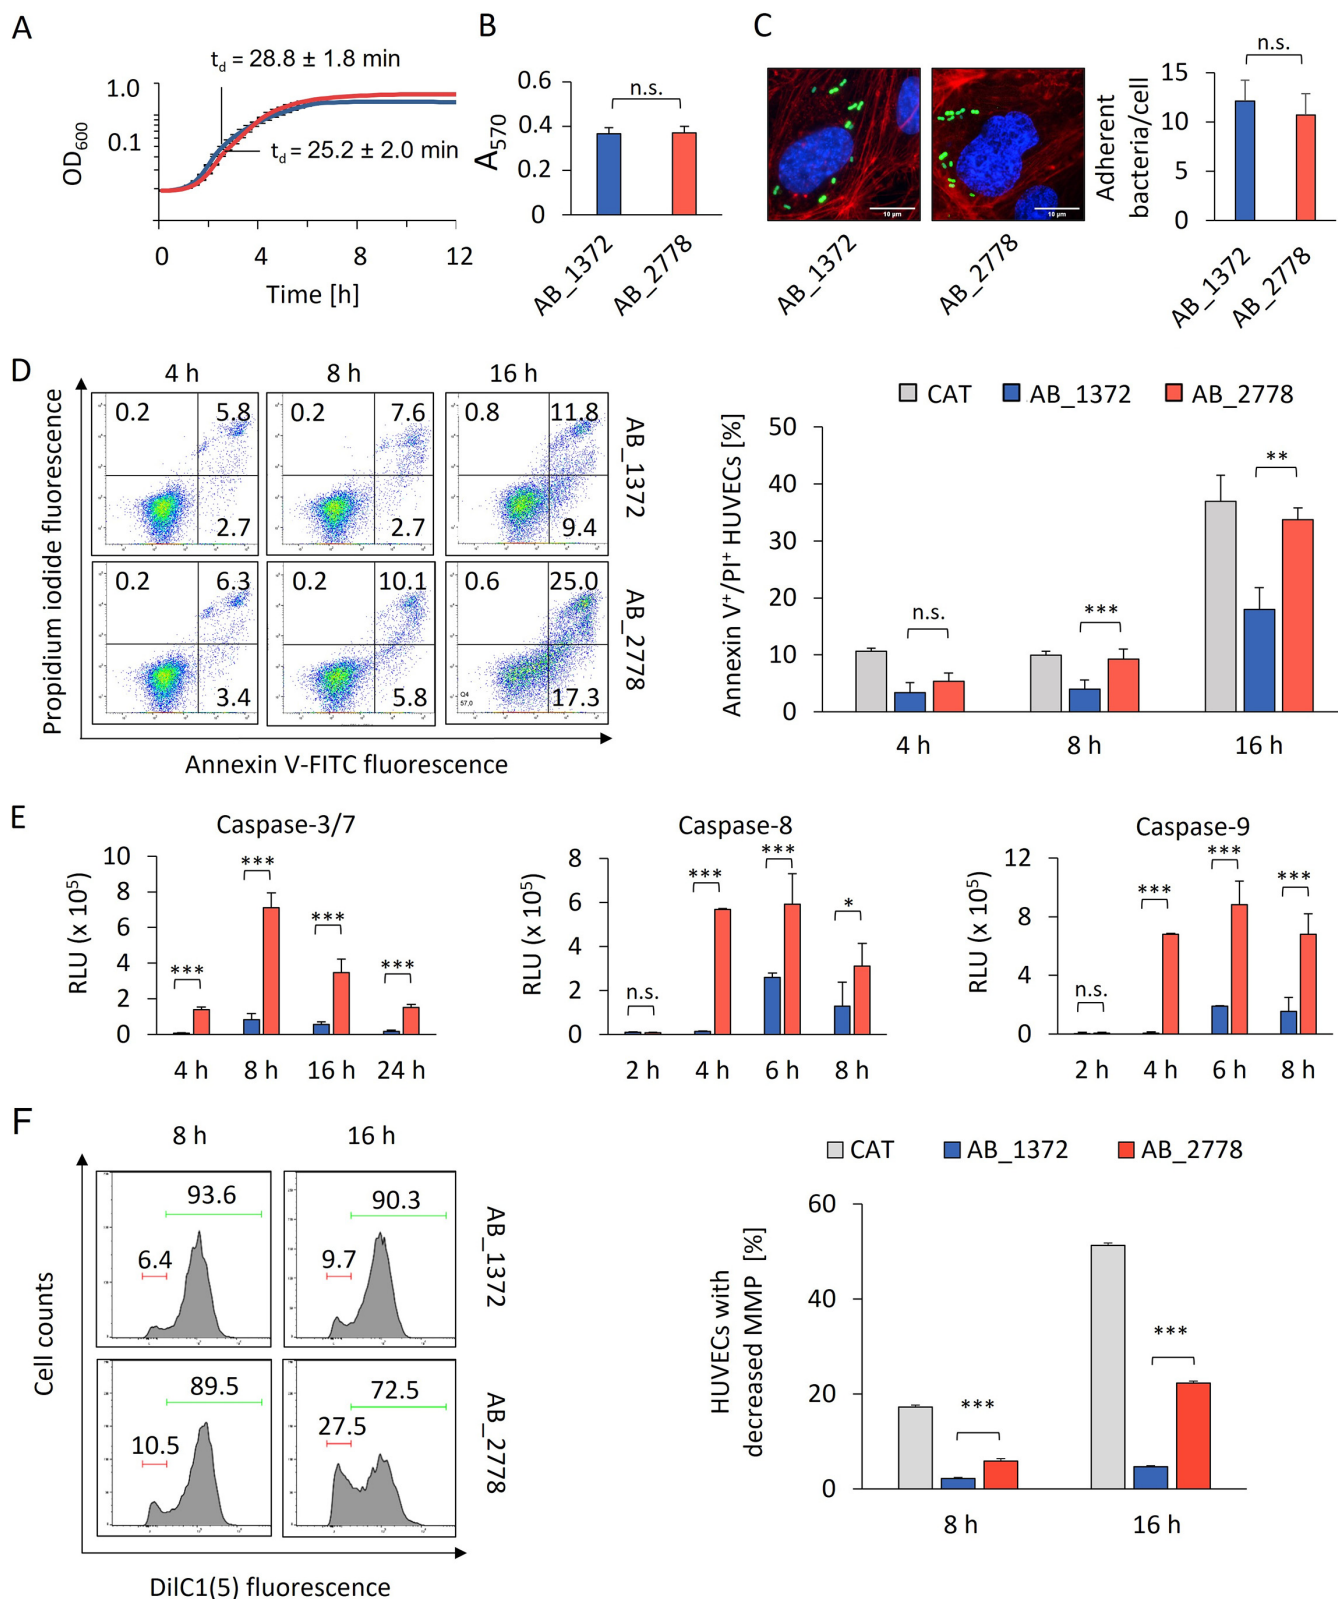 A
t_d = 28.8 ± 1.8 min
t_d = 25.2 ± 2.0 min
OD600
1.0
0.1
0 4 8 12
Time [h]
B
A570
0.6
0.4
0.2
0
n.s.
AB_1372
AB_2778
C
10 µm
10 µm
AB_1372
AB_2778
Adherent
bacteria/cell
15
10
5
0
n.s.
AB_1372
AB_2778
D
4 h 8 h 16 h
Propidium iodide fluorescence
0.2 5.8
2.7
0.2 7.6
2.7
0.8 11.8
9.4
AB_1372
0.2 6.3
3.4
0.2 10.1
5.8
0.6 25.0
Q4
57,0
17.3
AB_2778
Annexin V-FITC fluorescence
CAT AB_1372 AB_2778
Annexin V⁺/PI⁺ HUVECs [%]
50
40
30
20
10
0
n.s.
***
**
4 h 8 h 16 h
E
Caspase-3/7
RLU (x 10⁵)
10
8
6
4
2
0
***
***
***
***
4 h 8 h 16 h 24 h
Caspase-8
RLU (x 10⁵)
8
6
4
2
0
n.s.
***
***
*
2 h 4 h 6 h 8 h
Caspase-9
RLU (x 10⁵)
12
8
4
0
n.s.
***
***
***
2 h 4 h 6 h 8 h
F
8 h 16 h
Cell counts
93.6
6.4
90.3
9.7
AB_1372
89.5
10.5
72.5
27.5
AB_2778
DilC1(5) fluorescence
CAT AB_1372 AB_2778
HUVECs with
decreased MMP [%]
60
40
20
0
***
***
8 h 16 h